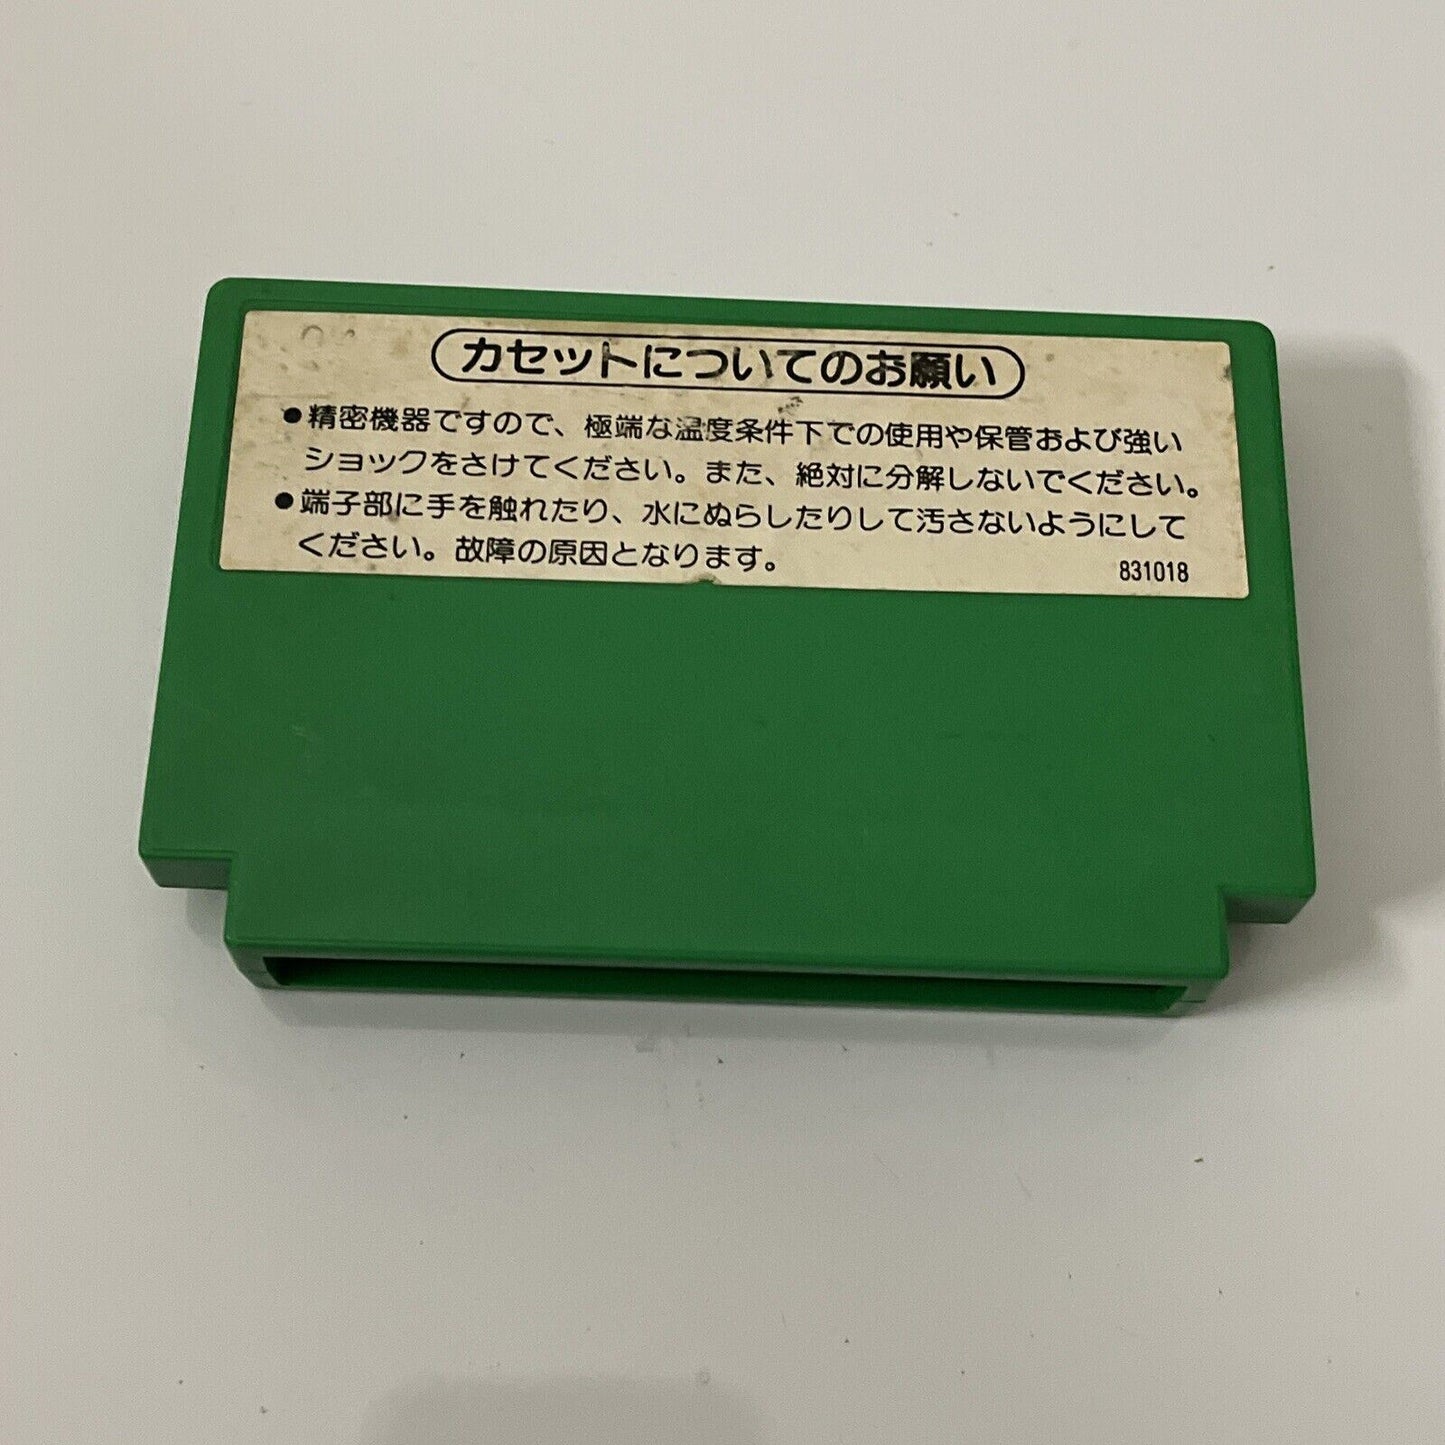 カセットについてのお願い
●精密機器ですので、極端な温度条件下での使用や保管および強い
ショックをさけてください。また、絶対に分解しないでください。
●端子部に手を触れたり、水にぬらしたりして汚さないようにして
ください。故障の原因となります。
831018